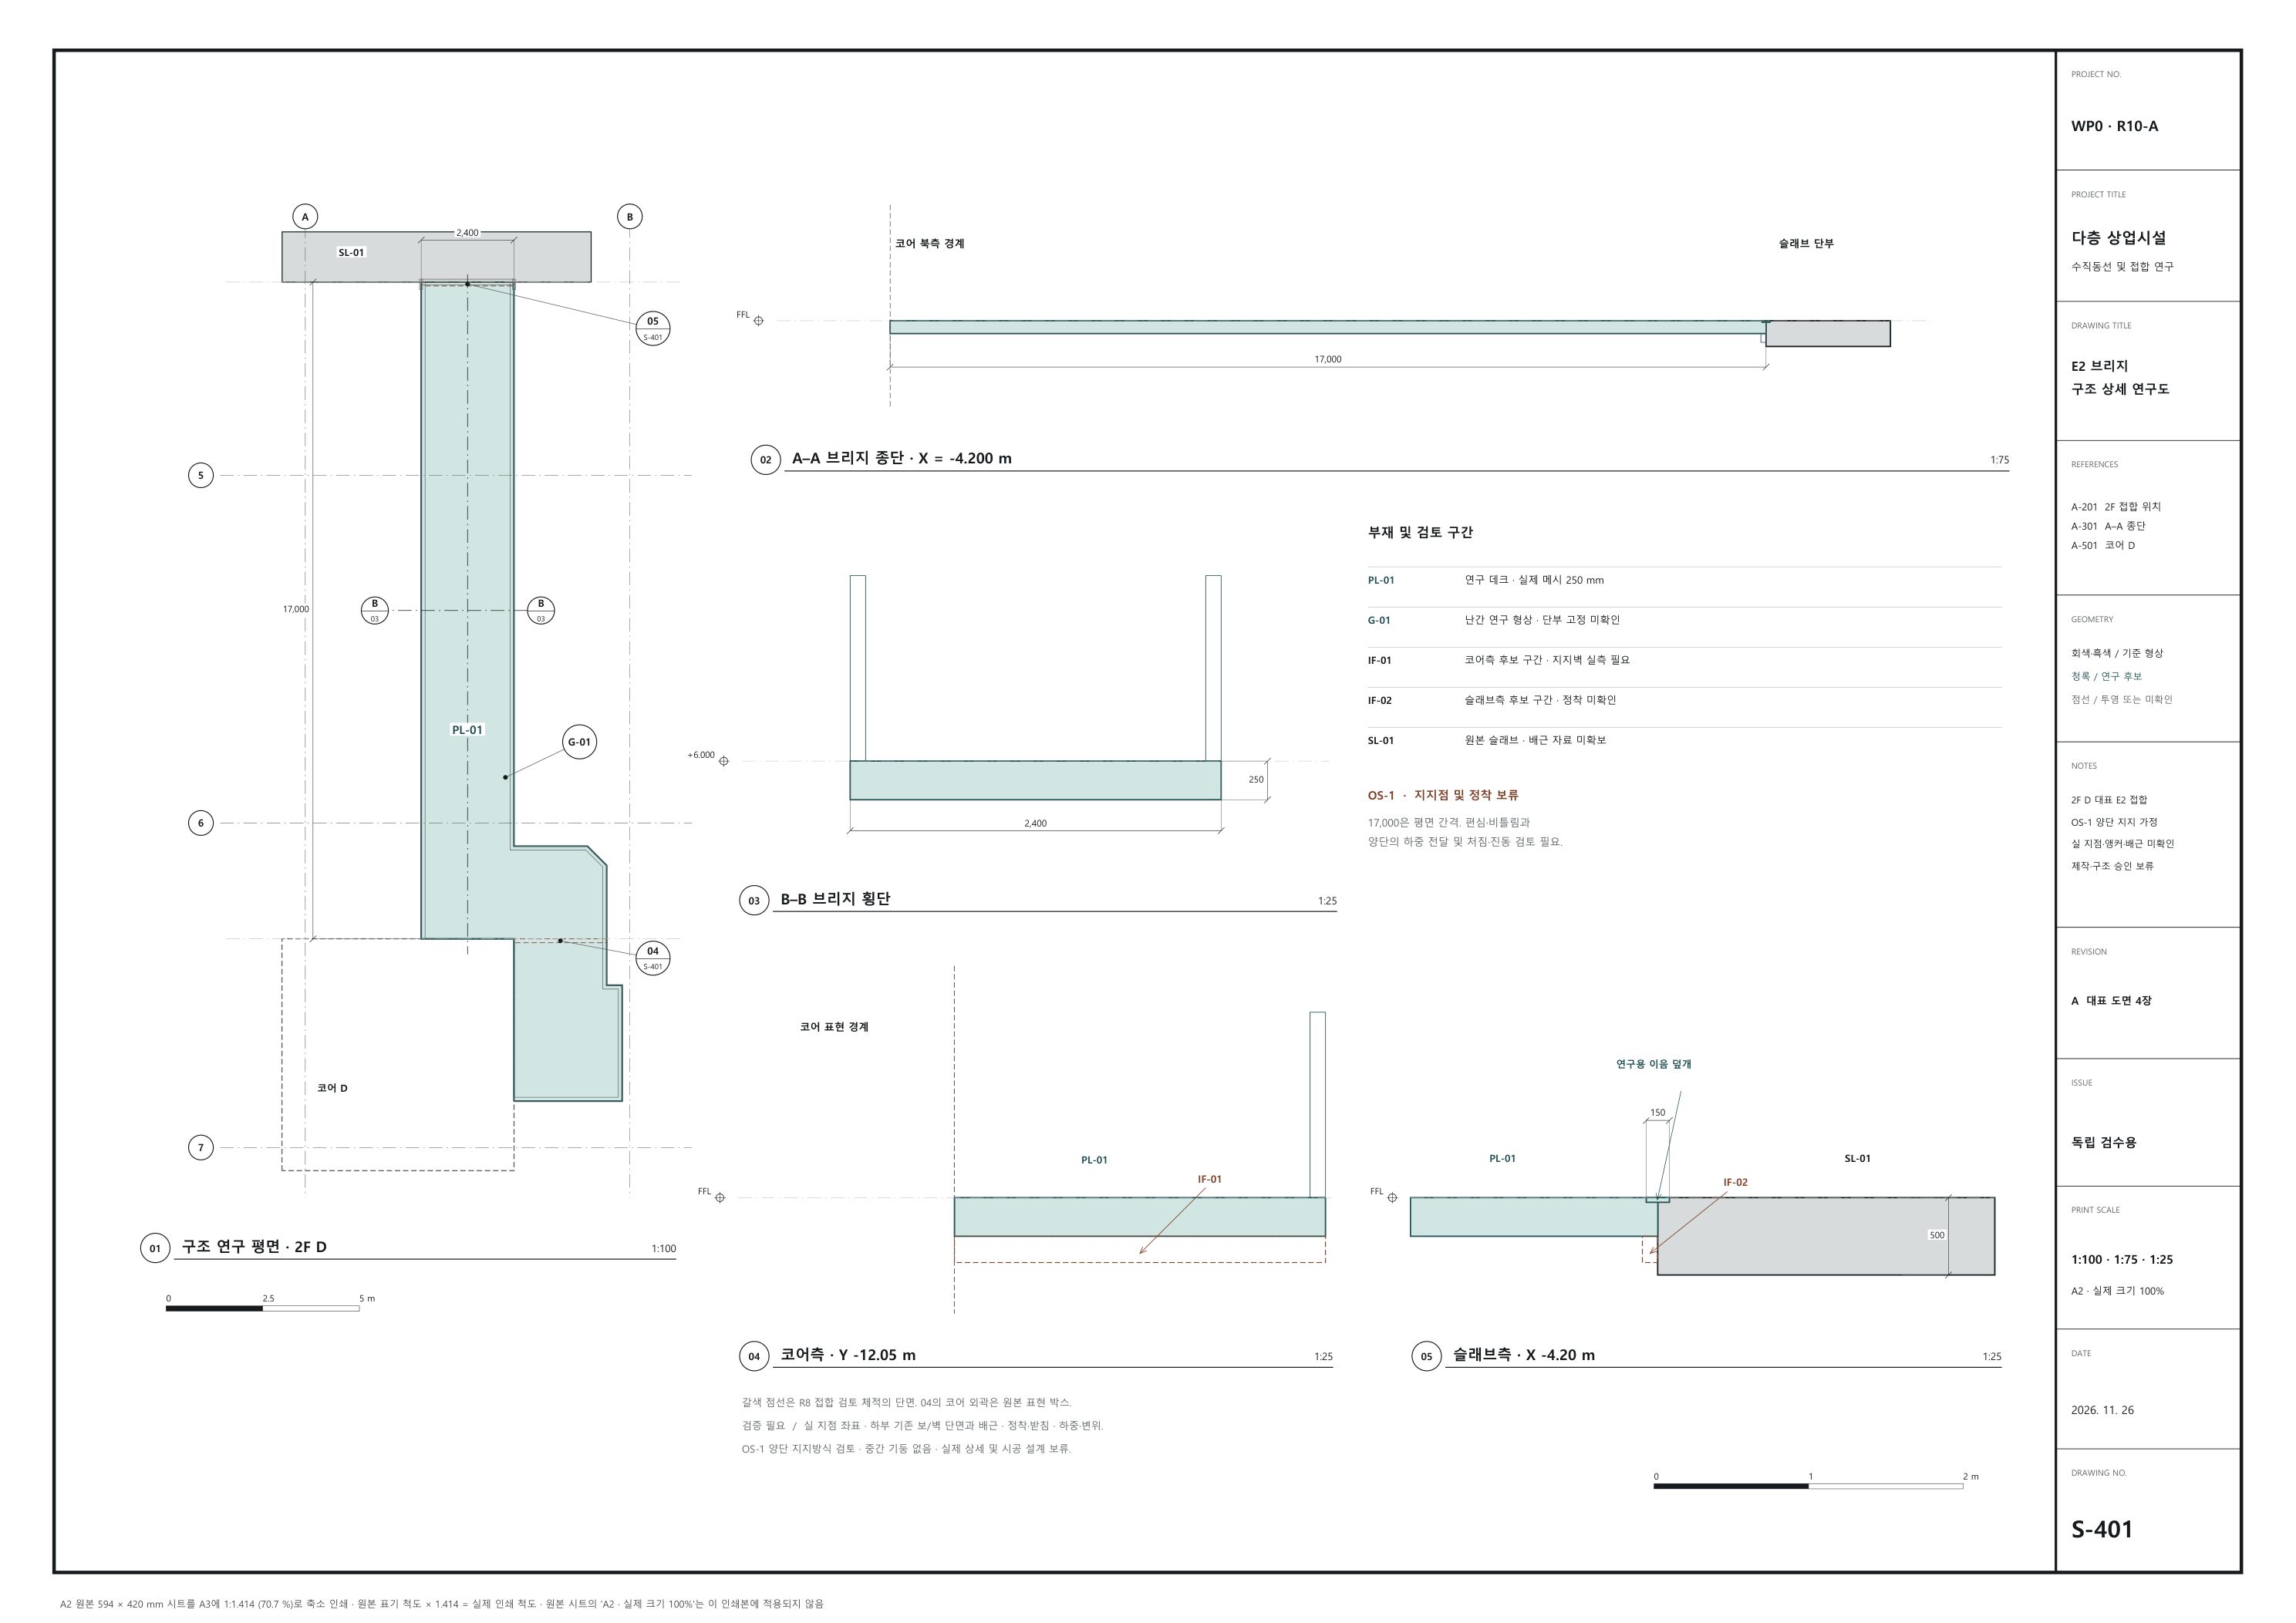 A
B
2,400
SL-01
05
S-401
5
17,000
B
03
B
03
PL-01
G-01
6
04
S-401
코어 D
7
01 구조 연구 평면 · 2F D 1:100
0 2.5 5 m
코어 북측 경계
슬래브 단부
FFL
17,000
02 A–A 브리지 종단 · X = -4.200 m 1:75
+6.000
250
2,400
03 B–B 브리지 횡단 1:25
부재 및 검토 구간
PL-01 연구 데크 · 실제 메시 250 mm
G-01 난간 연구 형상 · 단부 고정 미확인
IF-01 코어측 후보 구간 · 지지벽 실측 필요
IF-02 슬래브측 후보 구간 · 정착 미확인
SL-01 원본 슬래브 · 배근 자료 미확보
OS-1 · 지지점 및 정착 보류
17,000은 평면 간격. 편심·비틀림과
양단의 하중 전달 및 처짐·진동 검토 필요.
코어 표현 경계
PL-01
IF-01
FFL
04 코어측 · Y -12.05 m 1:25
연구용 이음 덮개
150
PL-01
SL-01
IF-02
FFL
500
05 슬래브측 · X -4.20 m 1:25
갈색 점선은 R8 접합 검토 체적의 단면. 04의 코어 외곽은 원본 표현 박스.
검증 필요 / 실 지점 좌표 · 하부 기존 보/벽 단면과 배근 · 정착·받침 · 하중·변위.
OS-1 양단 지지방식 검토 · 중간 기둥 없음 · 실제 상세 및 시공 설계 보류.
0 1 2 m
PROJECT NO.
WP0 · R10-A
PROJECT TITLE
다층 상업시설
수직동선 및 접합 연구
DRAWING TITLE
E2 브리지
구조 상세 연구도
REFERENCES
A-201 2F 접합 위치
A-301 A–A 종단
A-501 코어 D
GEOMETRY
회색·흑색 / 기준 형상
청록 / 연구 후보
점선 / 투영 또는 미확인
NOTES
2F D 대표 E2 접합
OS-1 양단 지지 가정
실 지점·앵커·배근 미확인
제작·구조 승인 보류
REVISION
A 대표 도면 4장
ISSUE
독립 검수용
PRINT SCALE
1:100 · 1:75 · 1:25
A2 · 실제 크기 100%
DATE
2026. 11. 26
DRAWING NO.
S-401
A2 원본 594 × 420 mm 시트를 A3에 1:1.414 (70.7 %)로 축소 인쇄 · 원본 표기 척도 × 1.414 = 실제 인쇄 척도 · 원본 시트의 'A2 · 실제 크기 100%'는 이 인쇄본에 적용되지 않음